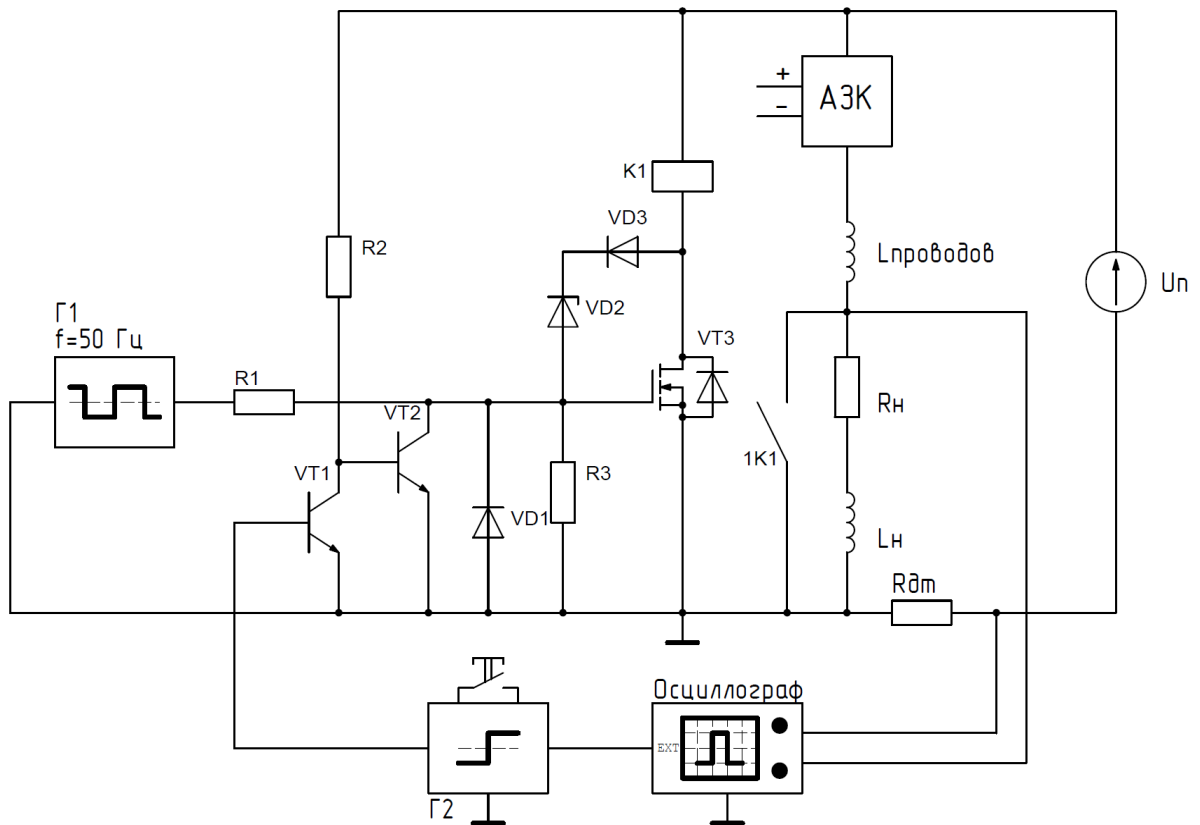 +
АЗК
−
K1
VD3
R2
Lпроводов
Uп
Г1
f=50 Гц
VD2
VT3
R1
Rн
VT2
1K1
VT1
R3
VD1
Lн
Rдт
Осциллограф
EXT
Г2